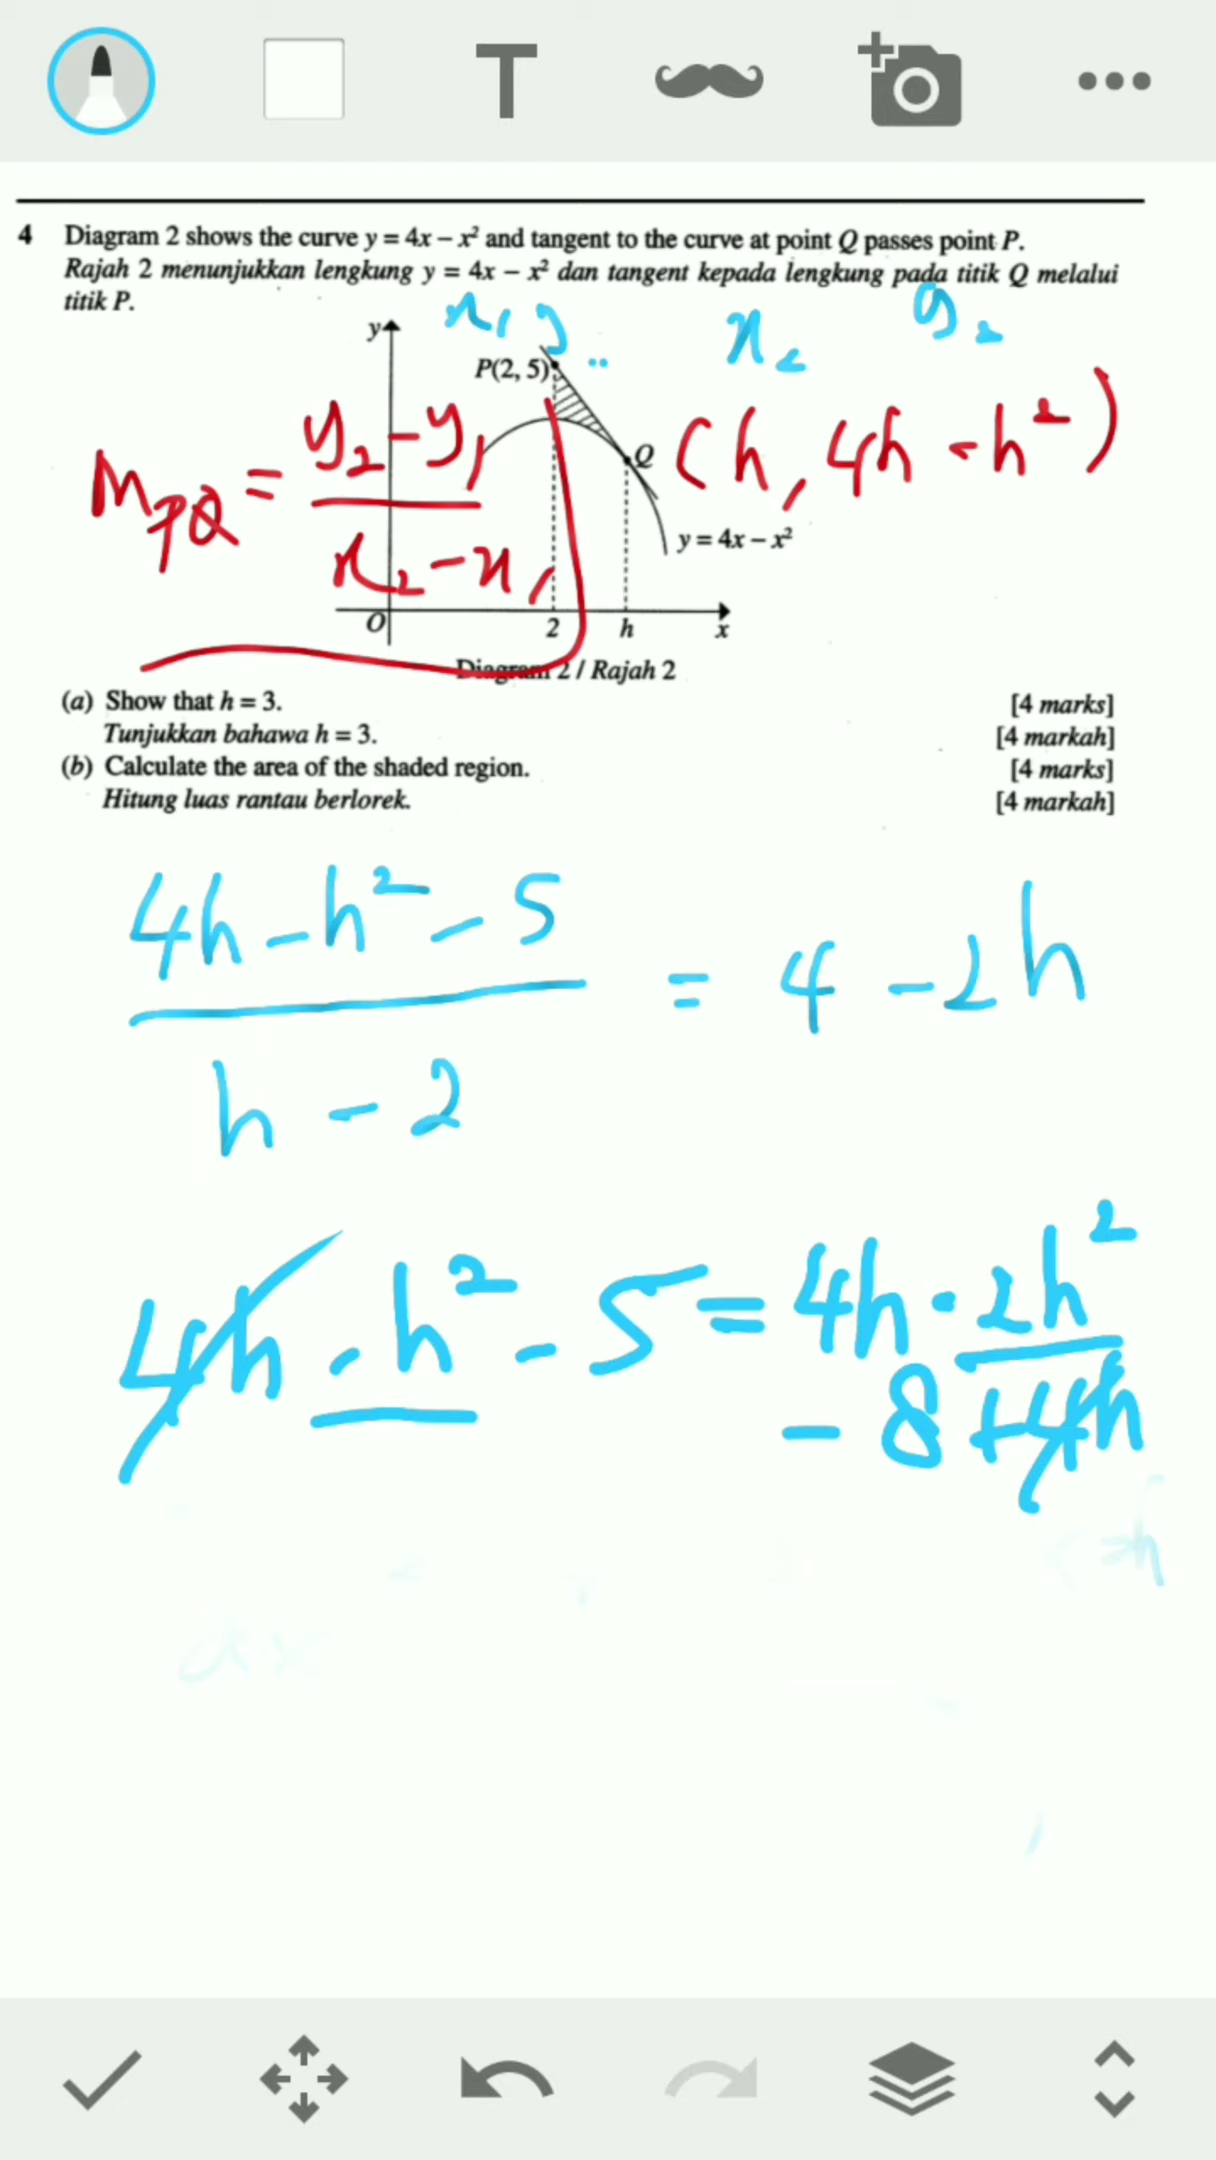 T
4 Diagram 2 shows the curve y = 4x – x² and tangent to the curve at point Q passes point P.
Rajah 2 menunjukkan lengkung y = 4x – x² dan tangent kepada lengkung pada titik Q melalui
titik P.
x₁ y x₂ y₂
y
P(2, 5)
Q (h, 4h - h²)
M_PQ = y₂ - y₁ / x₂ - x₁
y = 4x – x²
O 2 h x
Diagram 2 / Rajah 2
(a) Show that h = 3. [4 marks]
Tunjukkan bahawa h = 3. [4 markah]
(b) Calculate the area of the shaded region. [4 marks]
Hitung luas rantau berlorek. [4 markah]
4h - h² - 5
= 4 - 2h
h - 2
4h - h² - 5 = 4h - 2h²
- 8 + 4h